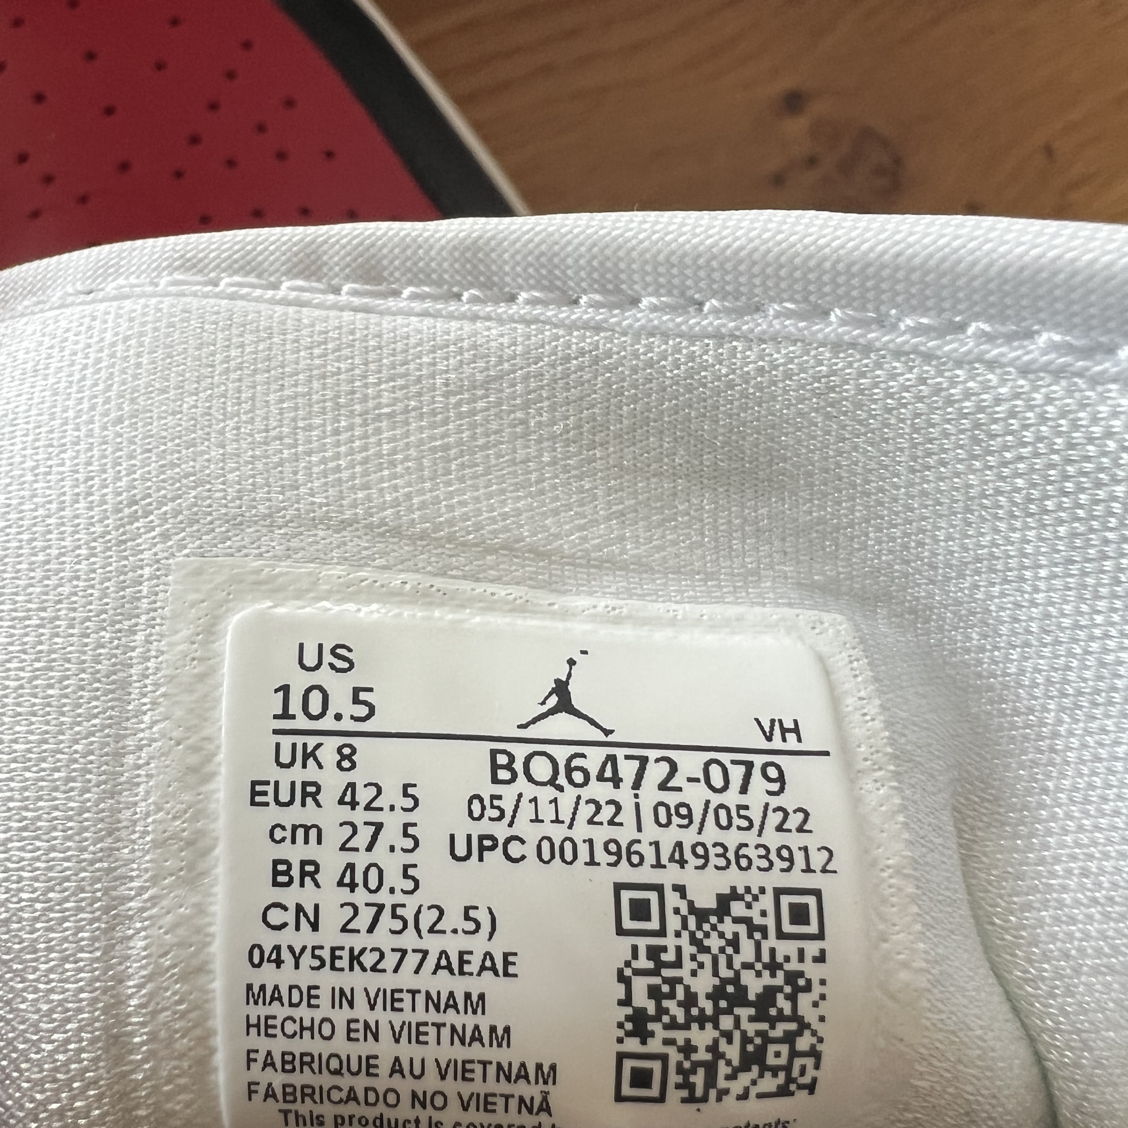 US
10.5
VH
UK 8
BQ6472-079
EUR 42.5
05/11/22 | 09/05/22
cm 27.5
UPC 00196149363912
BR 40.5
CN 275(2.5)
04Y5EK277AEAE
MADE IN VIETNAM
HECHO EN VIETNAM
FABRIQUE AU VIETNAM
FABRICADO NO VIETNÃ
This product is covered